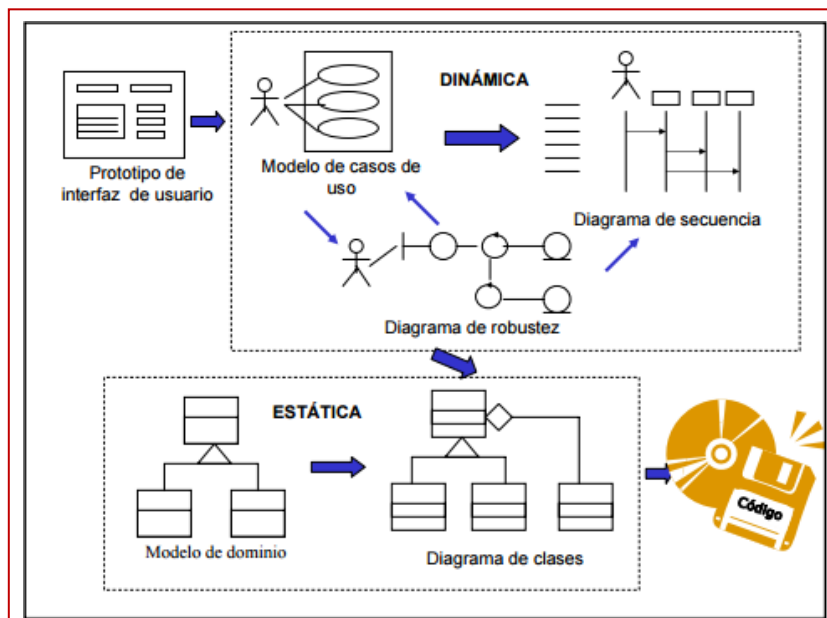 DINÁMICA
Prototipo de
interfaz de usuario
Modelo de casos de
uso
Diagrama de secuencia
Diagrama de robustez
ESTÁTICA
Modelo de dominio
Diagrama de clases
Código